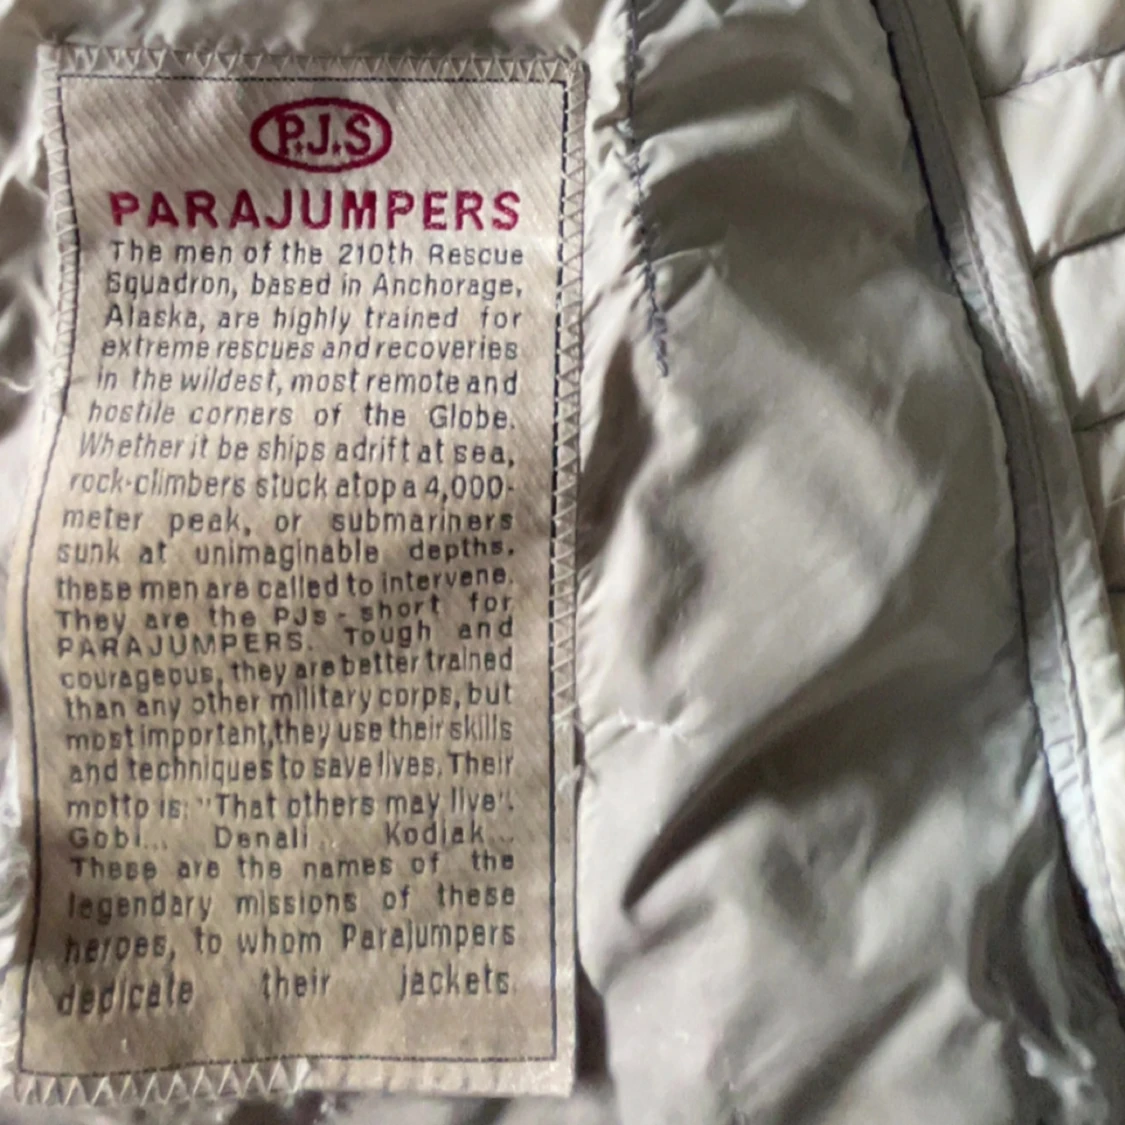 P.J.S
PARAJUMPERS
The men of the 210th Rescue
Squadron, based in Anchorage,
Alaska, are highly trained for
extreme rescues and recoveries
in the wildest, most remote and
hostile corners of the Globe.
Whether it be ships adrift at sea,
rock-climbers stuck atop a 4,000-
meter peak, or submariners
sunk at unimaginable depths,
these men are called to intervene.
They are the PJs - short for
PARAJUMPERS. Tough and
courageous, they are better trained
than any other military corps, but
most important, they use their skills
and techniques to save lives. Their
motto is: "That others may live".
Gobi... Denali... Kodiak...
These are the names of the
legendary missions of these
heroes, to whom Parajumpers
dedicate their jackets.